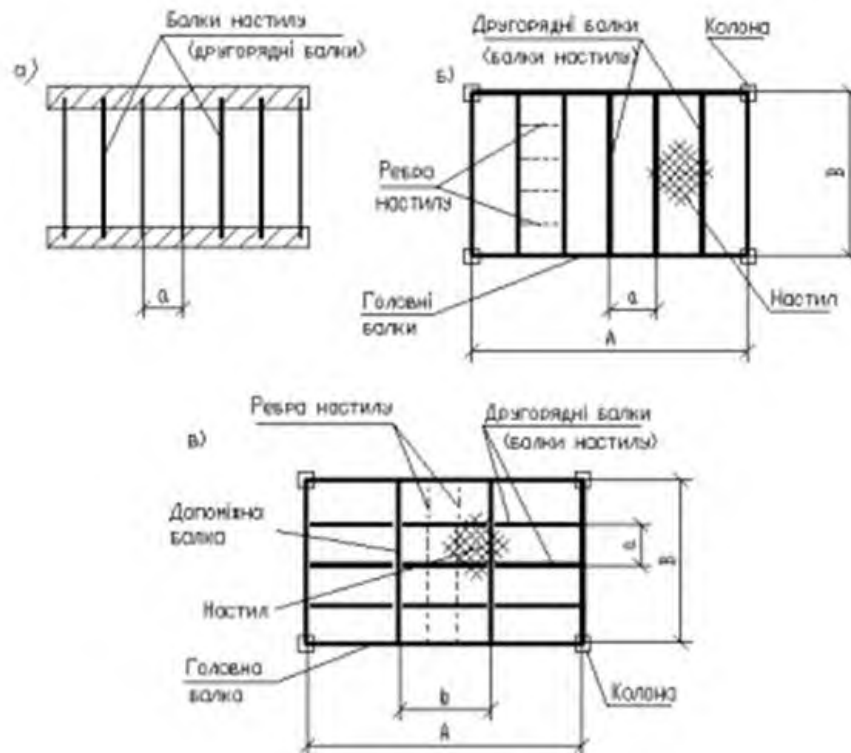 Балки настилу
(другорядні балки)
а)
Другорядні балки
(балки настилу)
Колона
Б)
Ребра
настилу
В
Головні
балки
а
Настил
А
а
Ребра настилу
Другорядні балки
(балки настилу)
в)
Допоміжна
балка
а
В
Настил
Головна
балка
b
Колона
А